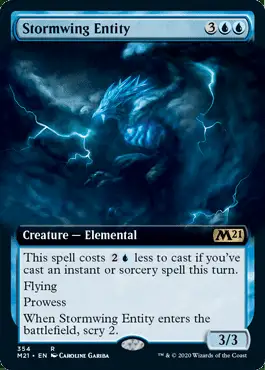 Stormwing Entity 3
Creature — Elemental M21
This spell costs 2 less to cast if you've
cast an instant or sorcery spell this turn.
Flying
Prowess
When Stormwing Entity enters the
battlefield, scry 2.
3/3
354 R
M21 • EN CAROLINE GARIBA ™ & © 2020 Wizards of the Coast